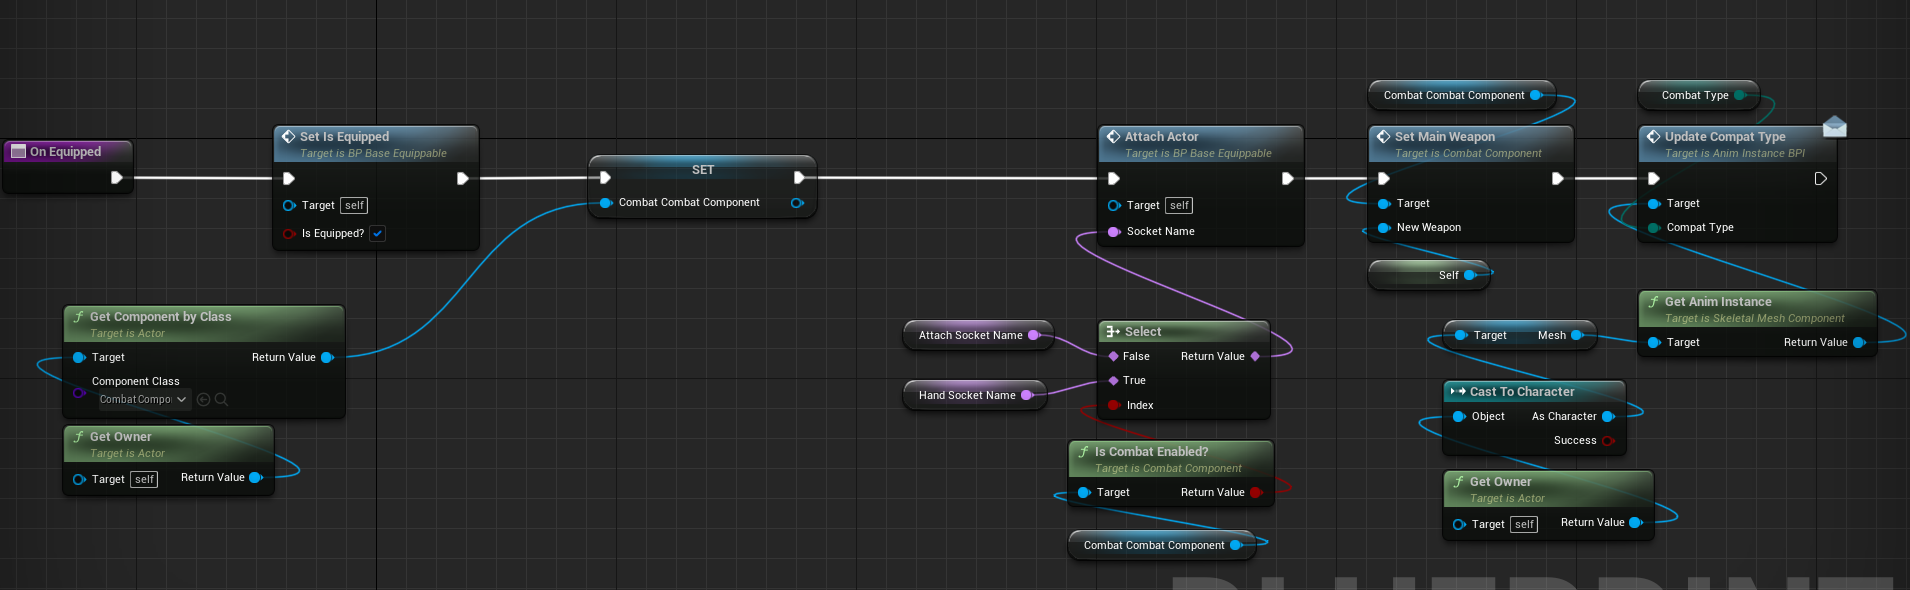 On Equipped
Set Is Equipped
Target is BP Base Equippable
Target self
Is Equipped?
SET
Combat Combat Component
Get Component by Class
Target is Actor
Target Return Value
Component Class
CombatCompo
Get Owner
Target is Actor
Target self Return Value
Attach Actor
Target is BP Base Equippable
Target self
Socket Name
Attach Socket Name
Hand Socket Name
Select
False Return Value
True
Index
Is Combat Enabled?
Target is Combat Component
Target Return Value
Combat Combat Component
Combat Combat Component
Set Main Weapon
Target is Combat Component
Target
New Weapon
Self
Combat Type
Update Compat Type
Target is Anim Instance BPI
Target
Compat Type
Get Anim Instance
Target is Skeletal Mesh Component
Target Return Value
Target Mesh
Cast To Character
Object As Character
Success
Get Owner
Target is Actor
Target self Return Value